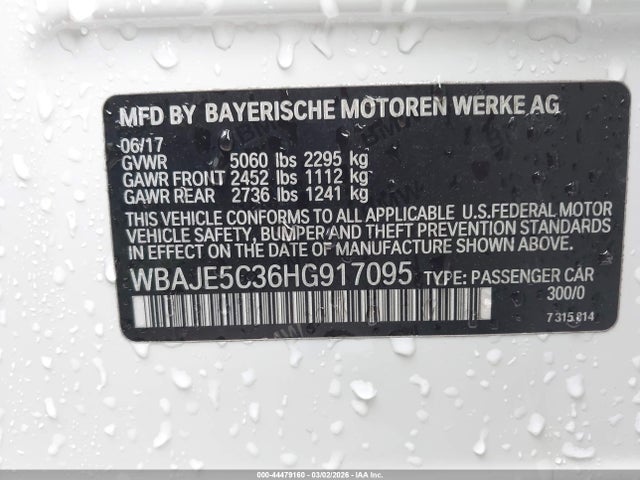 MFD BY BAYERISCHE MOTOREN WERKE AG
06/17
GVWR 5060 lbs 2295 kg
GAWR FRONT 2452 lbs 1112 kg
GAWR REAR 2736 lbs 1241 kg
THIS VEHICLE CONFORMS TO ALL APPLICABLE U.S.FEDERAL MOTOR
VEHICLE SAFETY, BUMPER AND THEFT PREVENTION STANDARDS
IN EFFECT ON THE DATE OF MANUFACTURE SHOWN ABOVE.
WBAJE5C36HG917095 TYPE: PASSENGER CAR
300/0
7 315 814
000-44479160 - 03/02/2026 - IAA Inc.